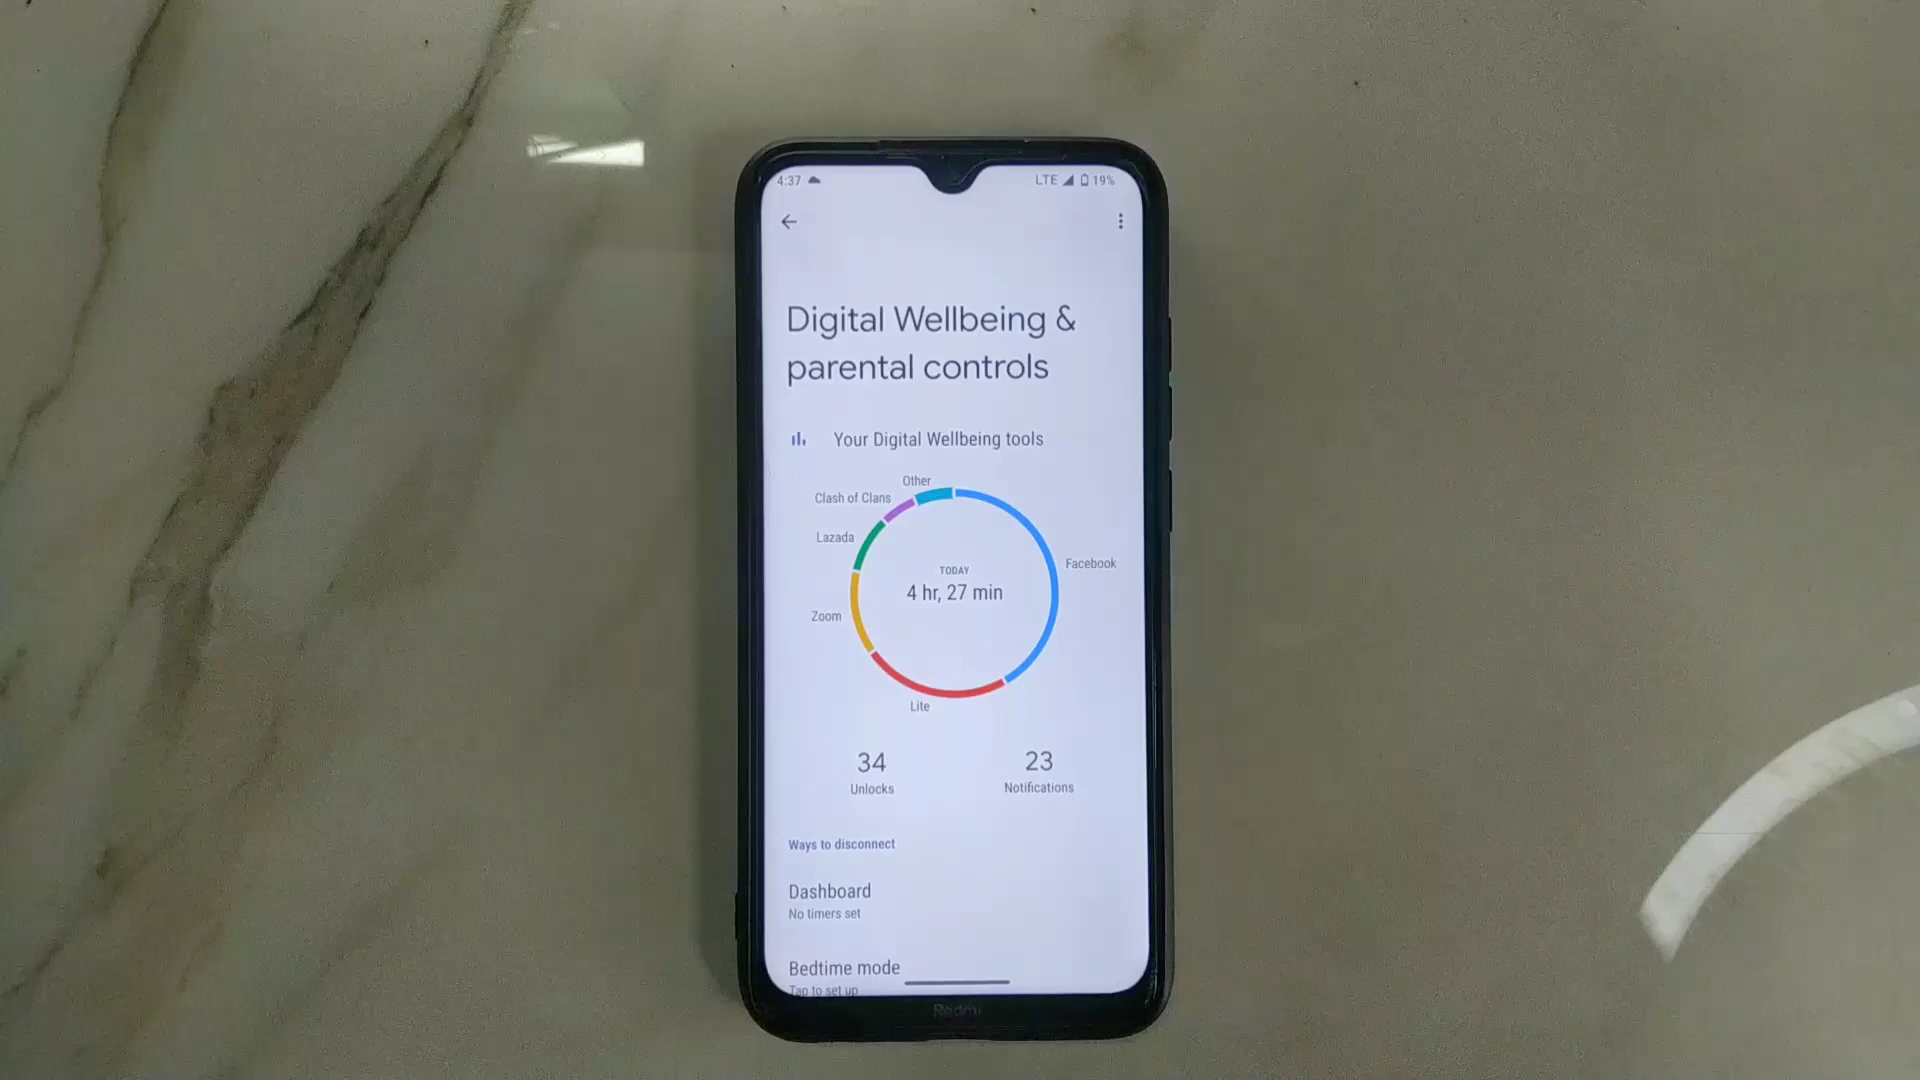 4:37
LTE 19%
Digital Wellbeing &
parental controls
Your Digital Wellbeing tools
Other
Clash of Clans
Lazada
Facebook
TODAY
4 hr, 27 min
Zoom
Lite
34
Unlocks
23
Notifications
Ways to disconnect
Dashboard
No timers set
Bedtime mode
Tap to set up
Redmi